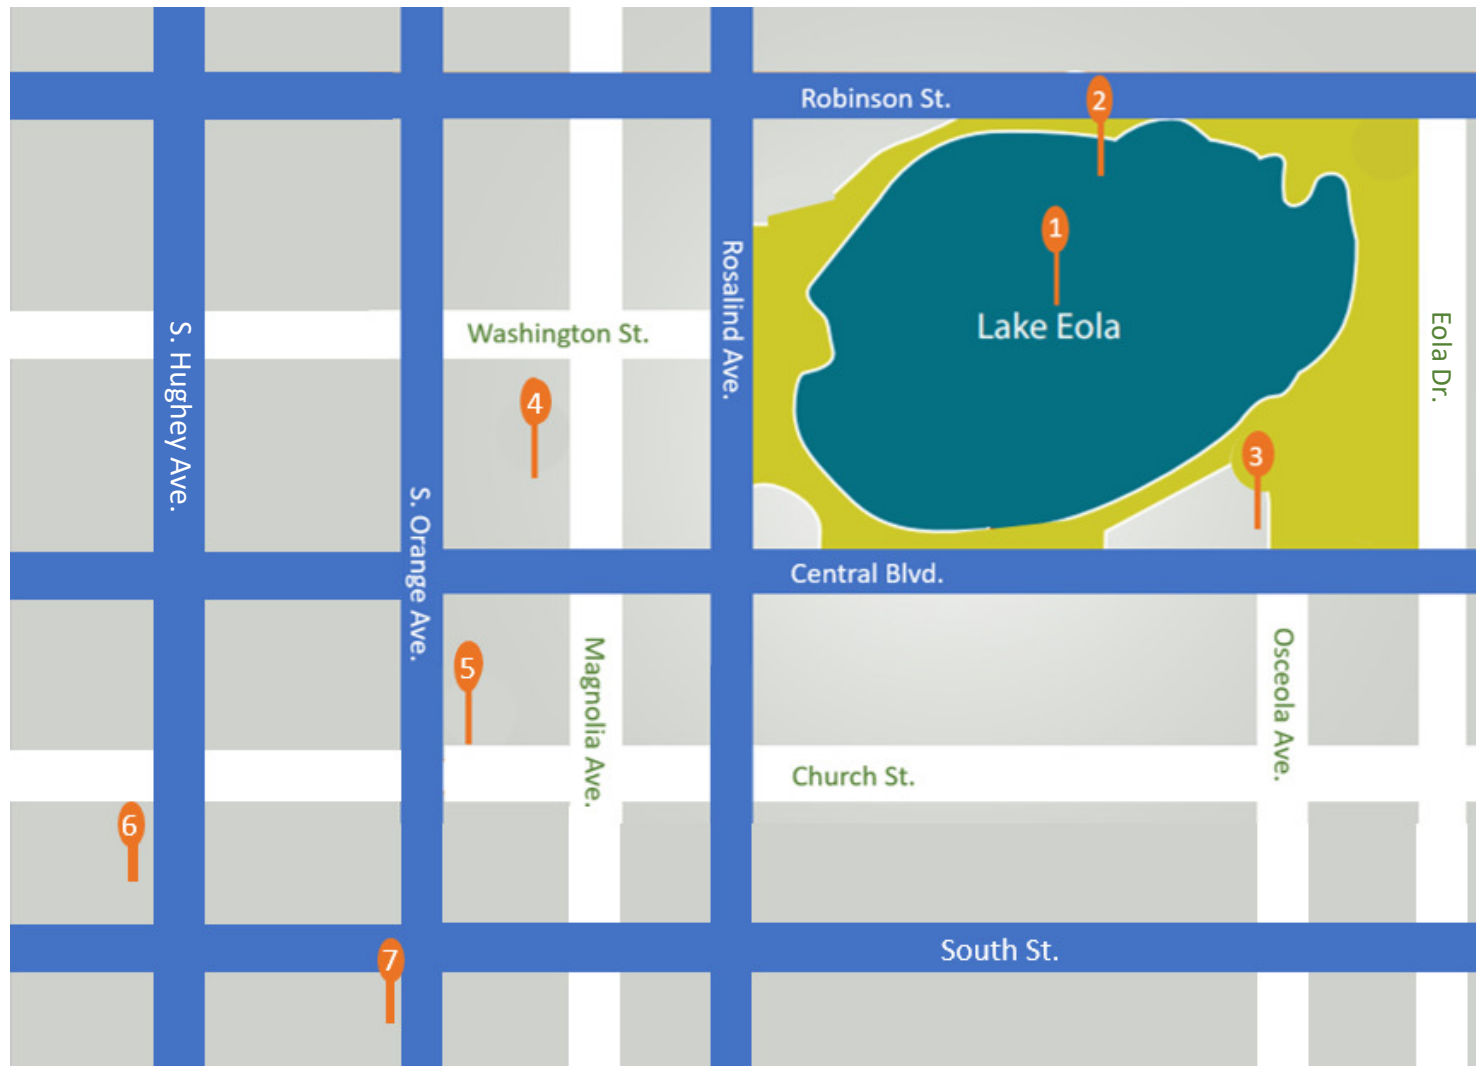 Robinson St.
2
1
Lake Eola
Washington St.
S. Hughey Ave.
Rosalind Ave.
Eola Dr.
4
3
S. Orange Ave.
Central Blvd.
5
Magnolia Ave.
Osceola Ave.
Church St.
6
7
South St.